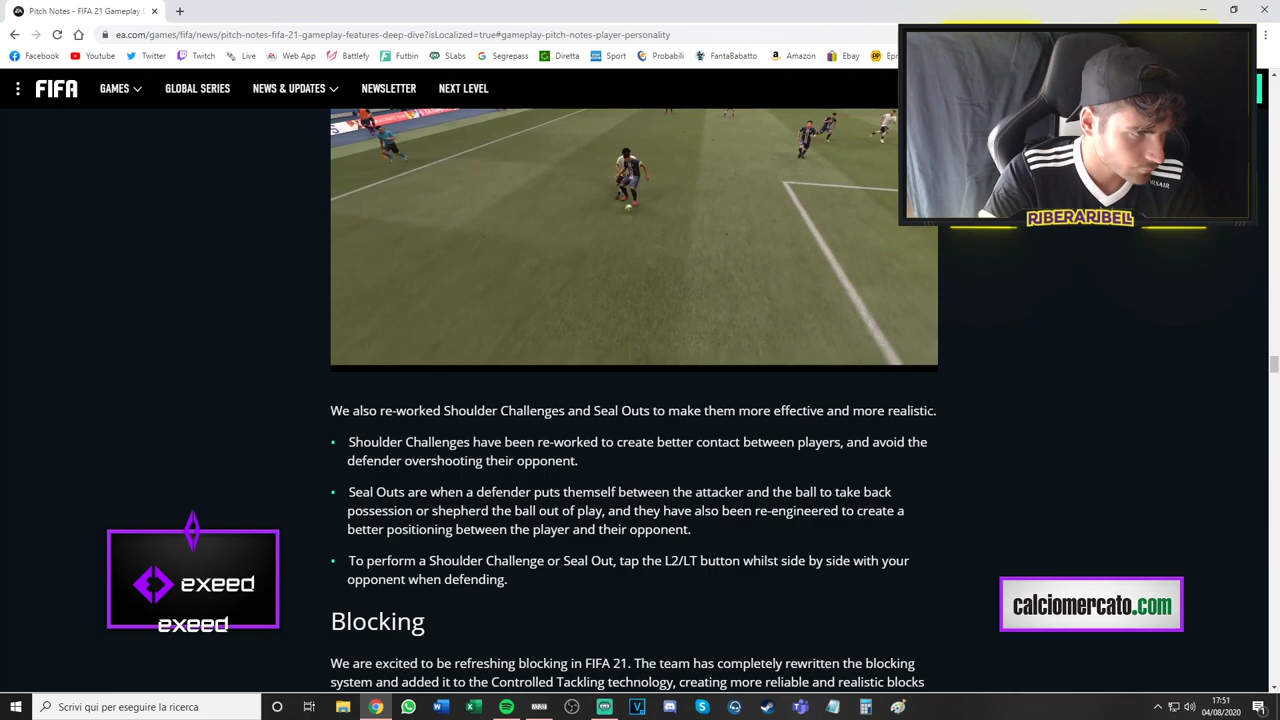 Pitch Notes - FIFA 21 Gameplay
ea.com/games/fifa/news/pitch-notes-fifa-21-gameplay-features-deep-dive?isLocalized=true#gameplay-pitch-notes-player-personality
Facebook Youtube Twitter Twitch Live Web App Battlefy Futbin SLabs Segrepass Diretta Sport Probabili FantaBabatto Amazon Ebay
FIFA GAMES GLOBAL SERIES NEWS & UPDATES NEWSLETTER NEXT LEVEL
CORSAIR
RIBERARIBELL
We also re-worked Shoulder Challenges and Seal Outs to make them more effective and more realistic.
• Shoulder Challenges have been re-worked to create better contact between players, and avoid the
defender overshooting their opponent.
• Seal Outs are when a defender puts themself between the attacker and the ball to take back
possession or shepherd the ball out of play, and they have also been re-engineered to create a
better positioning between the player and their opponent.
• To perform a Shoulder Challenge or Seal Out, tap the L2/LT button whilst side by side with your
opponent when defending.
exeed
exeed
calciomercato.com
Blocking
We are excited to be refreshing blocking in FIFA 21. The team has completely rewritten the blocking
system and added it to the Controlled Tackling technology, creating more reliable and realistic blocks
Scrivi qui per eseguire la ricerca
17:51
04/08/2020